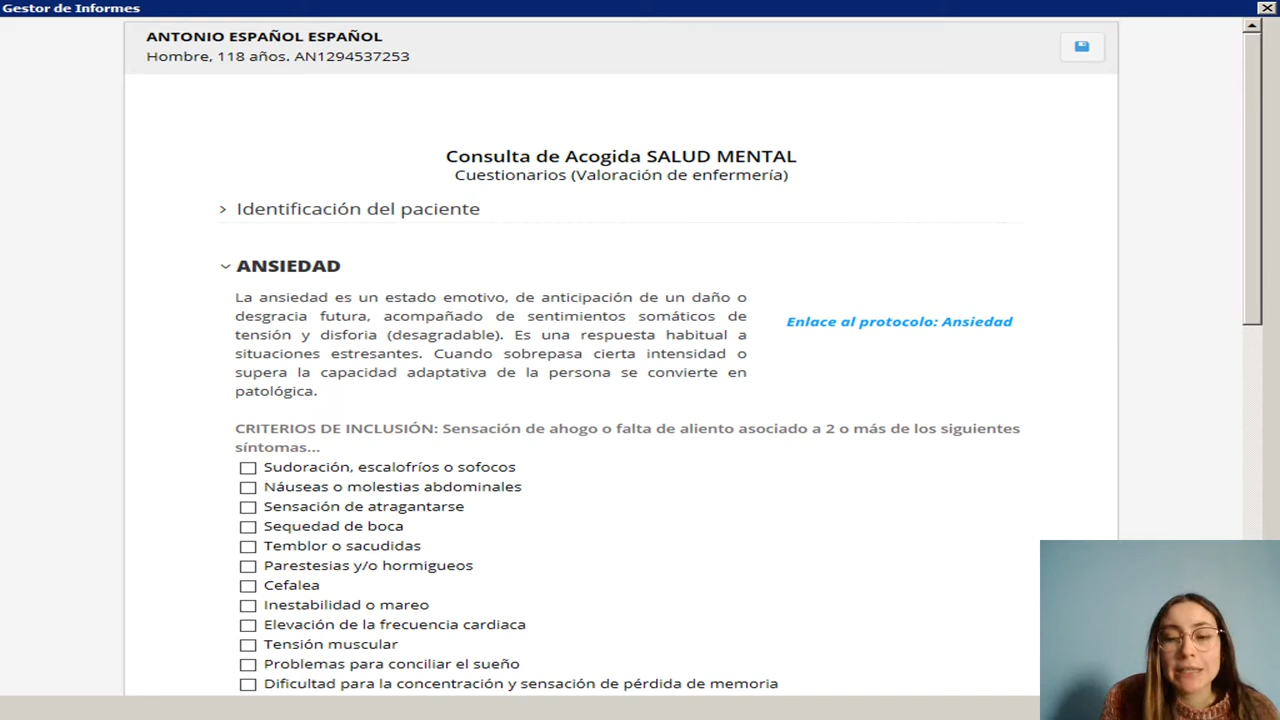 Gestor de Informes
ANTONIO ESPAÑOL ESPAÑOL
Hombre, 118 años. AN1294537253
Consulta de Acogida SALUD MENTAL
Cuestionarios (Valoración de enfermería)
Identificación del paciente
ANSIEDAD
La ansiedad es un estado emotivo, de anticipación de un daño o
desgracia futura, acompañado de sentimientos somáticos de
tensión y disforia (desagradable). Es una respuesta habitual a
situaciones estresantes. Cuando sobrepasa cierta intensidad o
supera la capacidad adaptativa de la persona se convierte en
patológica.
Enlace al protocolo: Ansiedad
CRITERIOS DE INCLUSIÓN: Sensación de ahogo o falta de aliento asociado a 2 o más de los siguientes
síntomas...
Sudoración, escalofríos o sofocos
Náuseas o molestias abdominales
Sensación de atragantarse
Sequedad de boca
Temblor o sacudidas
Parestesias y/o hormigueos
Cefalea
Inestabilidad o mareo
Elevación de la frecuencia cardiaca
Tensión muscular
Problemas para conciliar el sueño
Dificultad para la concentración y sensación de pérdida de memoria